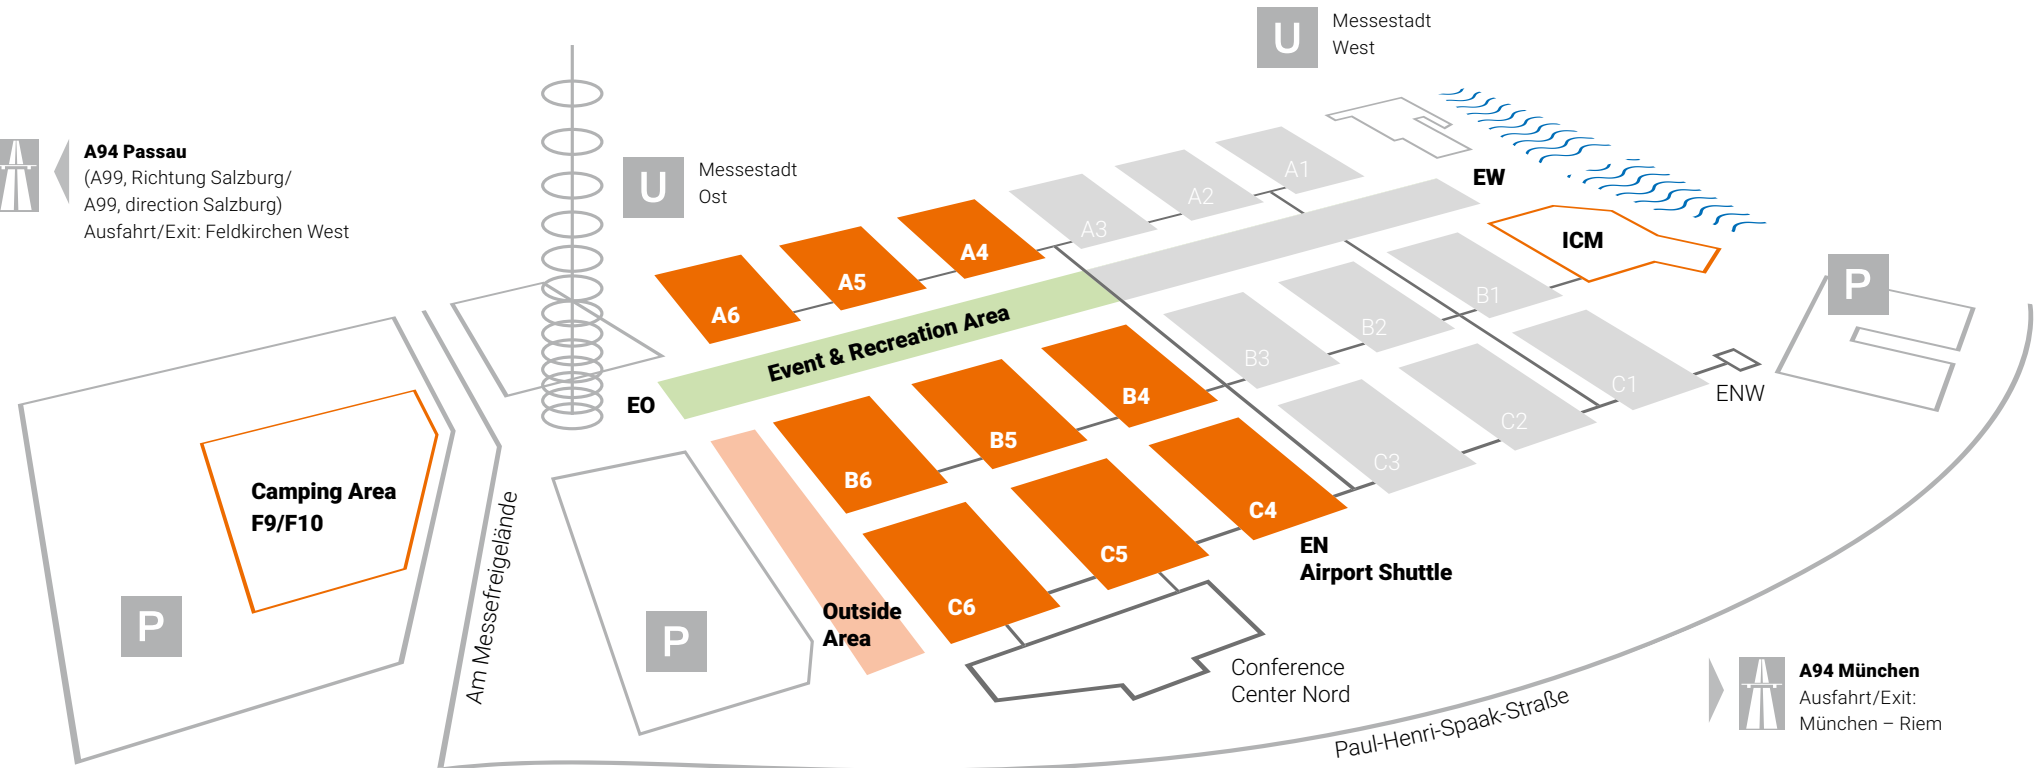 U
Messestadt
West
A94 Passau
(A99, Richtung Salzburg/
A99, direction Salzburg)
Ausfahrt/Exit: Feldkirchen West
U
Messestadt
Ost
A1
A2
A3
A4
A5
A6
EW
ICM
P
Event & Recreation Area
EO
B1
B2
B3
B4
B5
B6
C1
C2
C3
C4
C5
C6
ENW
EN
Airport Shuttle
Camping Area
F9/F10
P
Am Messefreigelände
P
Outside
Area
Conference
Center Nord
Paul-Henri-Spaak-Straße
A94 München
Ausfahrt/Exit:
München – Riem